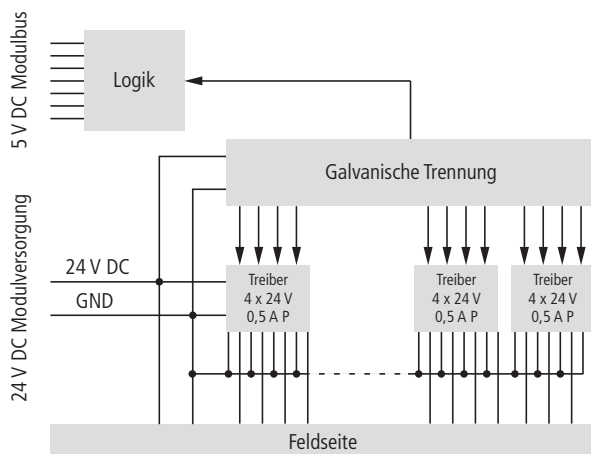 5 V DC Modulbus
Logik
Galvanische Trennung
24 V DC Modulversorgung
24 V DC
GND
Treiber
4 x 24 V
0,5 A P
Treiber
4 x 24 V
0,5 A P
Treiber
4 x 24 V
0,5 A P
Feldseite